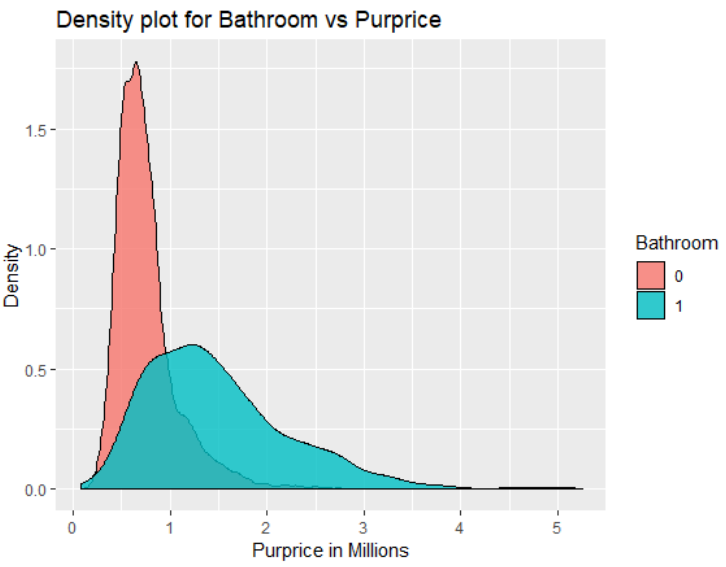 Density plot for Bathroom vs Purprice
Density
1.5
1.0
0.5
0.0
0 1 2 3 4 5
Purprice in Millions
Bathroom
0
1